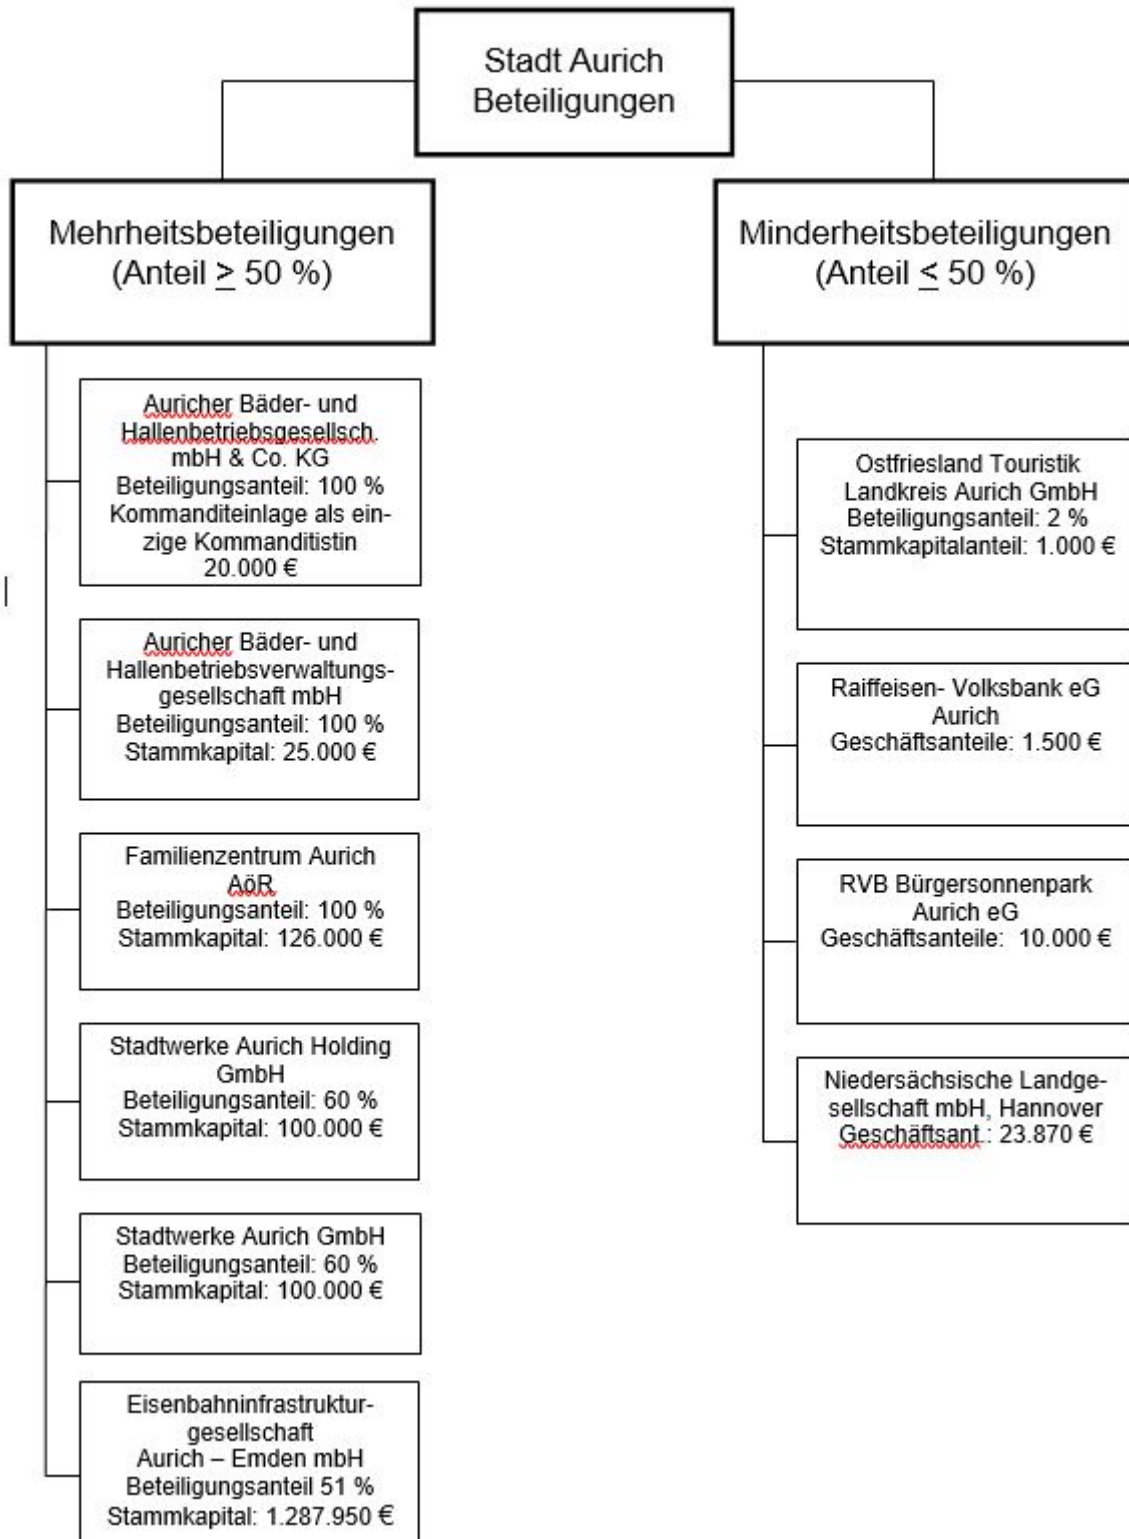 Stadt Aurich
Beteiligungen
Mehrheitsbeteiligungen
(Anteil ≥ 50 %)
Auricher Bäder- und
Hallenbetriebsgesellsch.
mbH & Co. KG
Beteiligungsanteil: 100 %
Kommanditeinlage als ein-
zige Kommanditistin
20.000 €
Auricher Bäder- und
Hallenbetriebsverwaltungs-
gesellschaft mbH
Beteiligungsanteil: 100 %
Stammkapital: 25.000 €
Familienzentrum Aurich
AöR
Beteiligungsanteil: 100 %
Stammkapital: 126.000 €
Stadtwerke Aurich Holding
GmbH
Beteiligungsanteil: 60 %
Stammkapital: 100.000 €
Stadtwerke Aurich GmbH
Beteiligungsanteil: 60 %
Stammkapital: 100.000 €
Eisenbahninfrastruktur-
gesellschaft
Aurich – Emden mbH
Beteiligungsanteil 51 %
Stammkapital: 1.287.950 €
Minderheitsbeteiligungen
(Anteil ≤ 50 %)
Ostfriesland Touristik
Landkreis Aurich GmbH
Beteiligungsanteil: 2 %
Stammkapitalanteil: 1.000 €
Raiffeisen- Volksbank eG
Aurich
Geschäftsanteile: 1.500 €
RVB Bürgersonnenpark
Aurich eG
Geschäftsanteile: 10.000 €
Niedersächsische Landge-
sellschaft mbH, Hannover
Geschäftsant.: 23.870 €